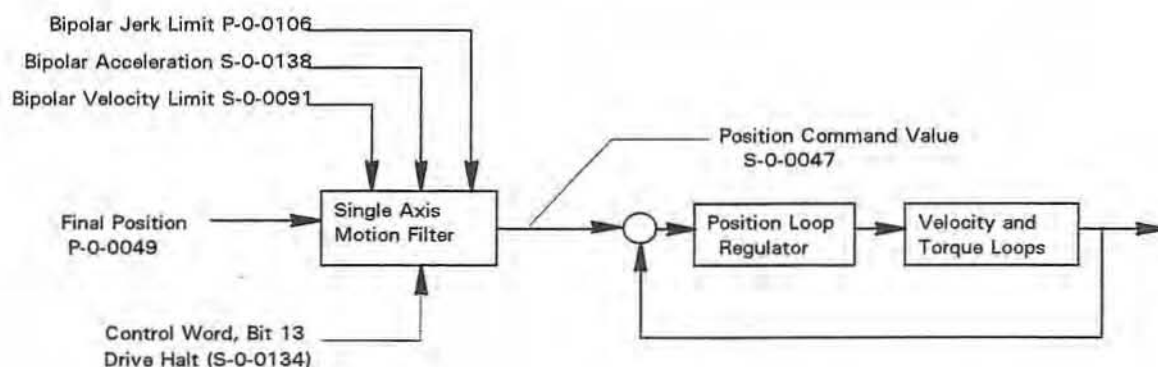 Bipolar Jerk Limit P-0-0106
Bipolar Acceleration S-0-0138
Bipolar Velocity Limit S-0-0091
Position Command Value
S-0-0047
Final Position
P-0-0049
Single Axis
Motion Filter
Position Loop
Regulator
Velocity and
Torque Loops
Control Word, Bit 13
Drive Halt (S-0-0134)